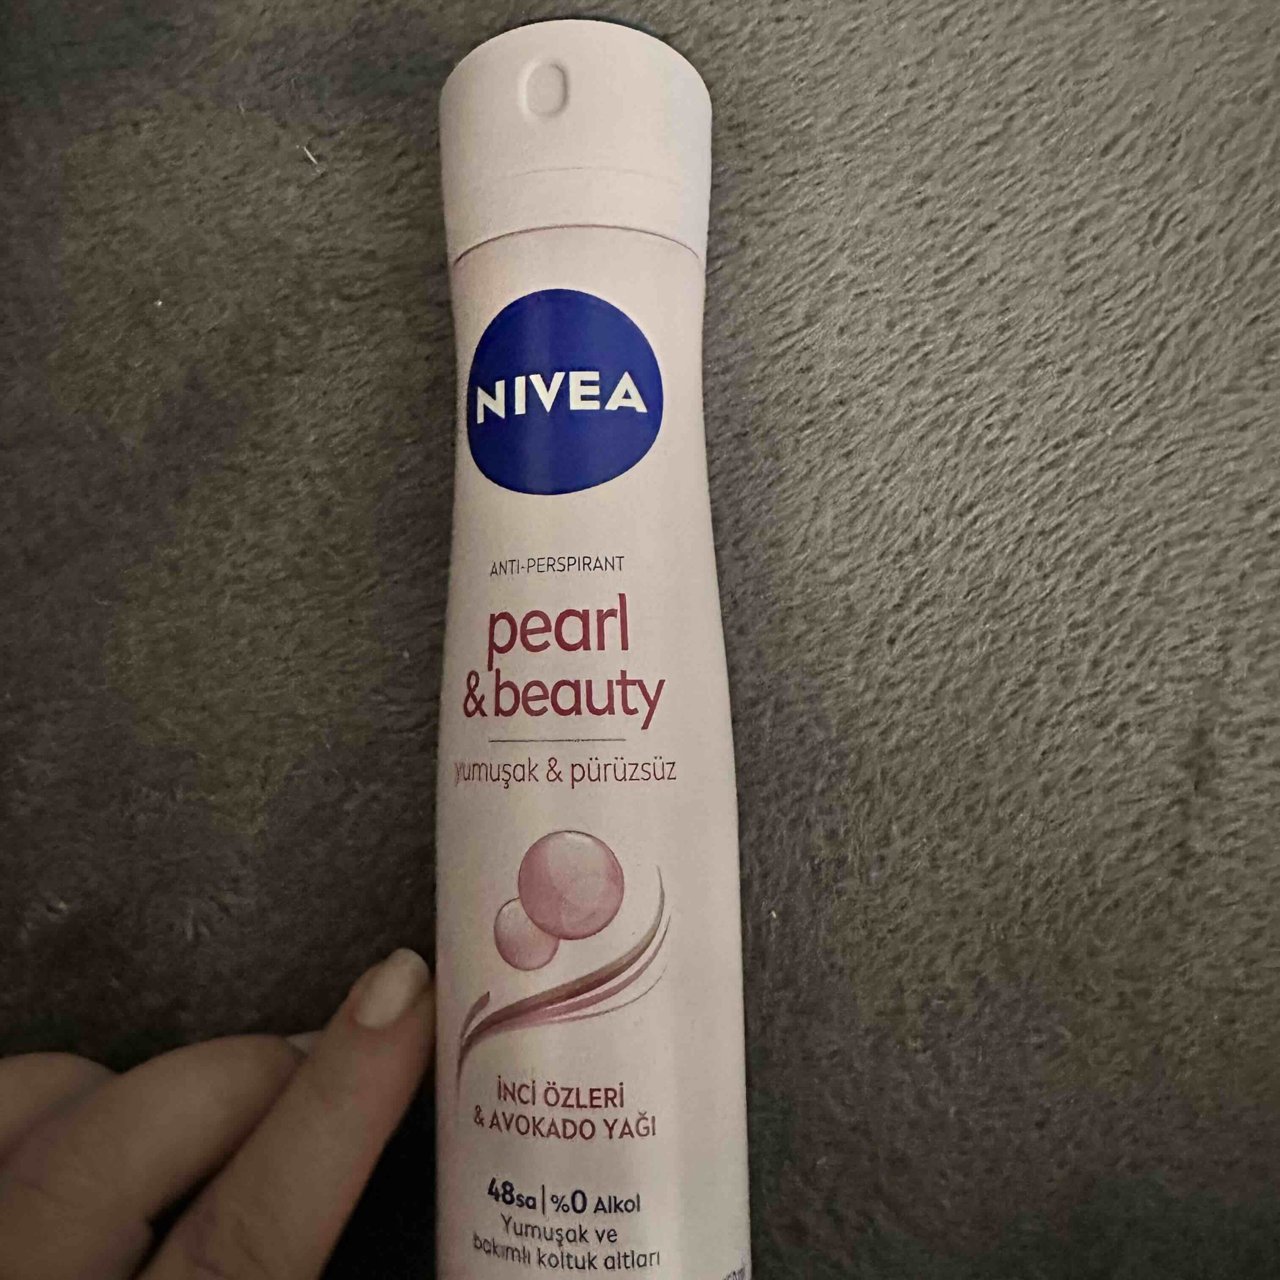 NIVEA
ANTI-PERSPIRANT
pearl
& beauty
yumuşak & pürüzsüz
İNCİ ÖZLERİ
& AVOKADO YAĞI
48sa | %0 Alkol
Yumuşak ve
bakımlı koltuk altları